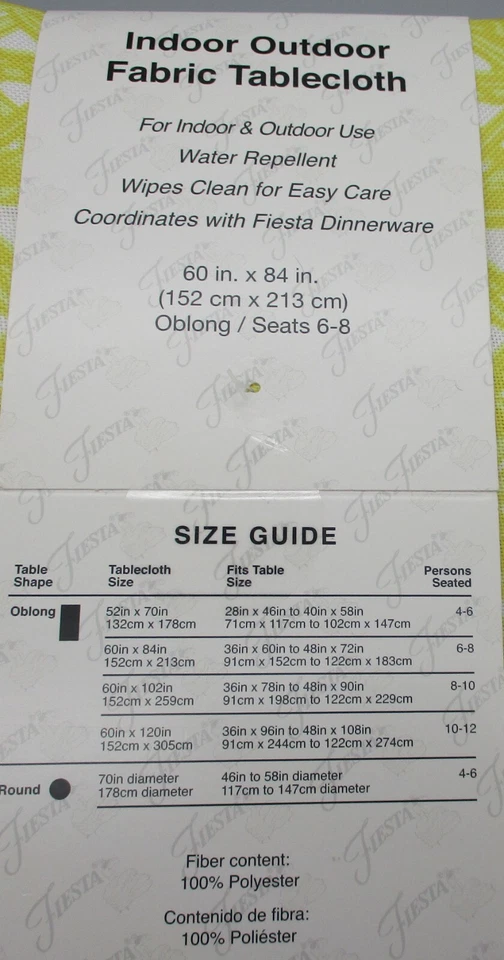 Indoor Outdoor
Fabric Tablecloth
For Indoor & Outdoor Use
Water Repellent
Wipes Clean for Easy Care
Coordinates with Fiesta Dinnerware
60 in. x 84 in.
(152 cm x 213 cm)
Oblong / Seats 6-8
SIZE GUIDE
Table Shape Tablecloth Size Fits Table Size Persons Seated
Oblong 52in x 70in 28in x 46in to 40in x 58in 4-6
132cm x 178cm 71cm x 117cm to 102cm x 147cm
60in x 84in 36in x 60in to 48in x 72in 6-8
152cm x 213cm 91cm x 152cm to 122cm x 183cm
60in x 102in 36in x 78in to 48in x 90in 8-10
152cm x 259cm 91cm x 198cm to 122cm x 229cm
60in x 120in 36in x 96in to 48in x 108in 10-12
152cm x 305cm 91cm x 244cm to 122cm x 274cm
Round 70in diameter 46in to 58in diameter 4-6
178cm diameter 117cm to 147cm diameter
Fiber content:
100% Polyester
Contenido de fibra:
100% Poliéster